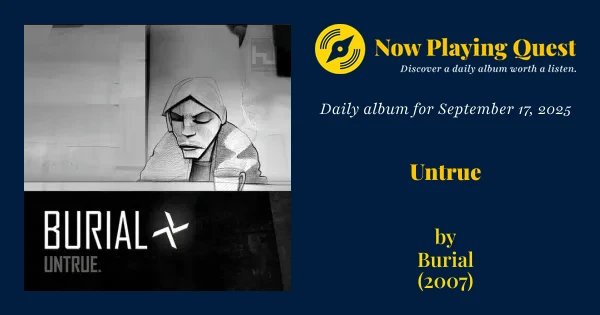 BURIAL
UNTRUE.
Now Playing Quest
Discover a daily album worth a listen.
Daily album for September 17, 2025
Untrue
by
Burial
(2007)